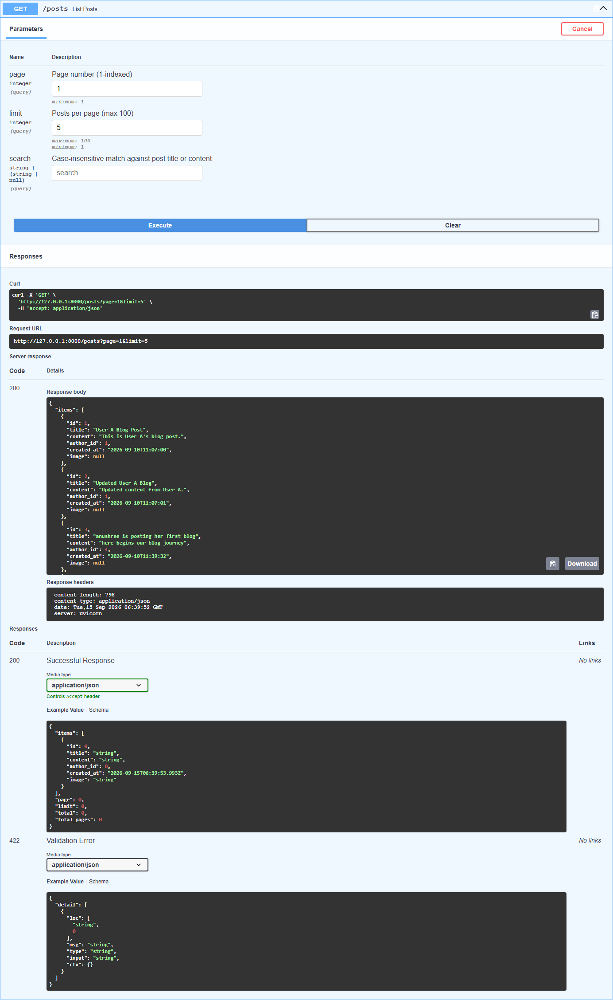 GET /posts List Posts
Parameters
Cancel
Name Description
page Page number (1-indexed)
integer
(query)
1
minimum: 1
limit Posts per page (max 100)
integer
(query)
5
maximum: 100
minimum: 1
search Case-insensitive match against post title or content
string |
(string |
null)
(query)
search
Execute Clear
Responses
Curl
curl -X 'GET' \
  'http://127.0.0.1:8000/posts?page=1&limit=5' \
  -H 'accept: application/json'
Request URL
http://127.0.0.1:8000/posts?page=1&limit=5
Server response
Code Details
200
Response body
{
  "items": [
    {
      "id": 1,
      "title": "User A Blog Post",
      "content": "This is User A's blog post.",
      "author_id": 1,
      "created_at": "2026-09-10T11:07:00",
      "image": null
    },
    {
      "id": 2,
      "title": "Updated User A Blog",
      "content": "Updated content from User A.",
      "author_id": 1,
      "created_at": "2026-09-10T11:07:01",
      "image": null
    },
    {
      "id": 3,
      "title": "anushree is posting her first blog",
      "content": "here begins our blog journey",
      "author_id": 4,
      "created_at": "2026-09-10T11:39:32",
      "image": null
    },
Download
Response headers
content-length: 798
content-type: application/json
date: Tue,15 Sep 2026 06:39:52 GMT
server: uvicorn
Responses
Code Description Links
200 Successful Response No links
Media type
application/json
Controls Accept header.
Example Value Schema
{
  "items": [
    {
      "id": 0,
      "title": "string",
      "content": "string",
      "author_id": 0,
      "created_at": "2026-09-15T06:39:53.993Z",
      "image": "string"
    }
  ],
  "page": 0,
  "limit": 0,
  "total": 0,
  "total_pages": 0
}
422 Validation Error No links
Media type
application/json
Example Value Schema
{
  "detail": [
    {
      "loc": [
        "string",
        0
      ],
      "msg": "string",
      "type": "string",
      "input": "string",
      "ctx": {}
    }
  ]
}